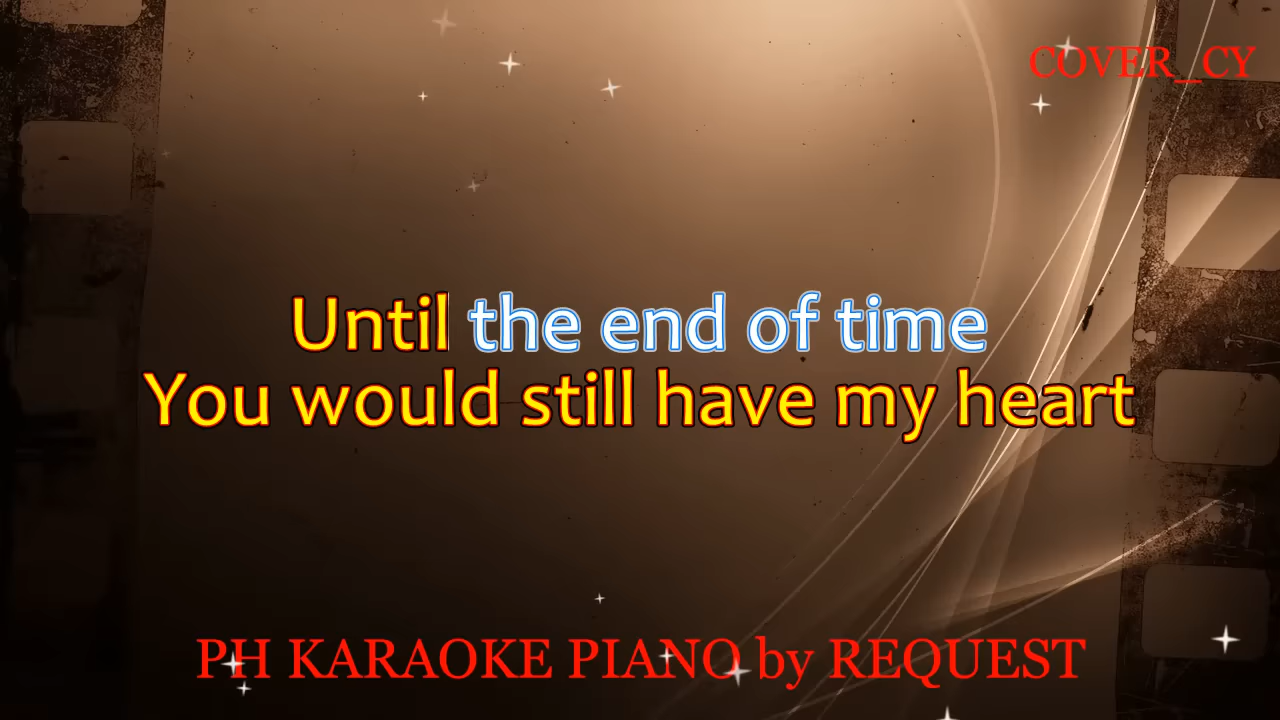 COVER_CY
Until the end of time
You would still have my heart
PH KARAOKE PIANO by REQUEST